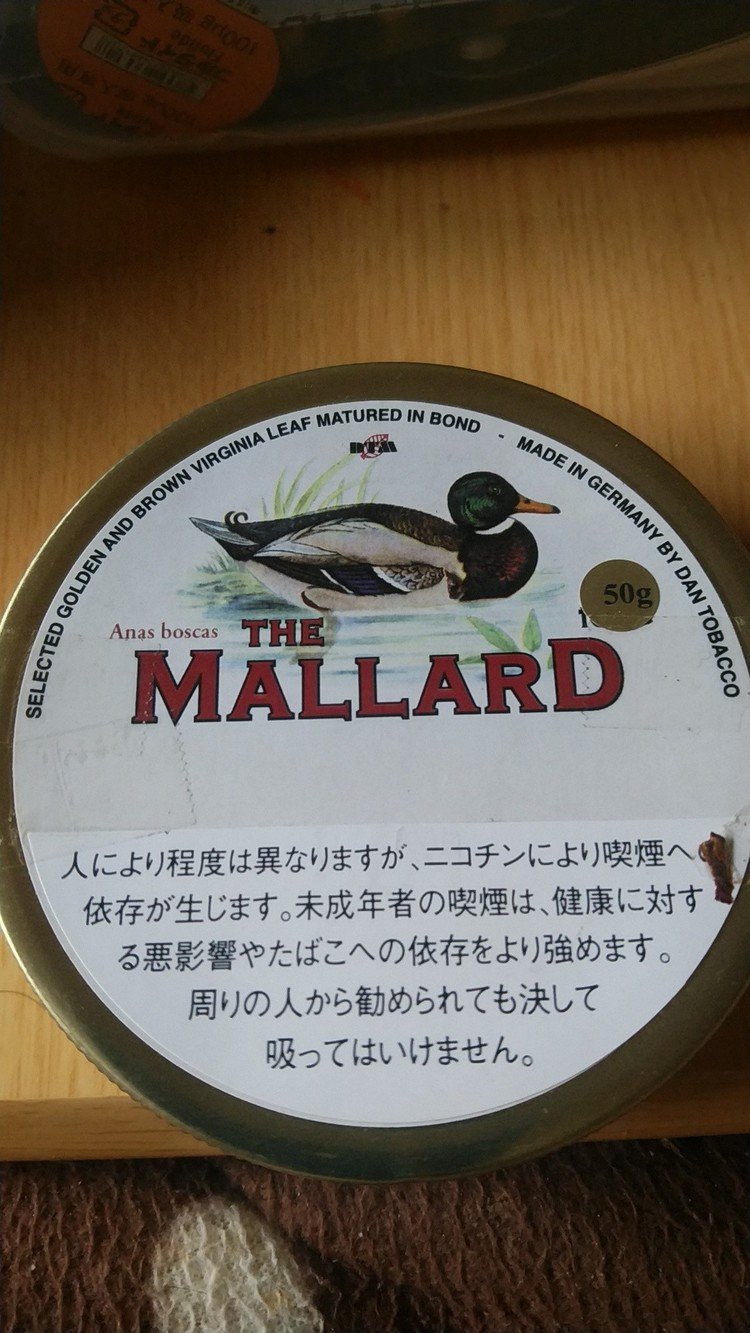 100μg 吸入
SELECTED GOLDEN AND BROWN VIRGINIA LEAF MATURED IN BOND - MADE IN GERMANY BY DAN TOBACCO
DTM
50g
Anas boscas
THE
MALLARD
人により程度は異なりますが、ニコチンにより喫煙へ
依存が生じます。未成年者の喫煙は、健康に対す
る悪影響やたばこへの依存をより強めます。
周りの人から勧められても決して
吸ってはいけません。